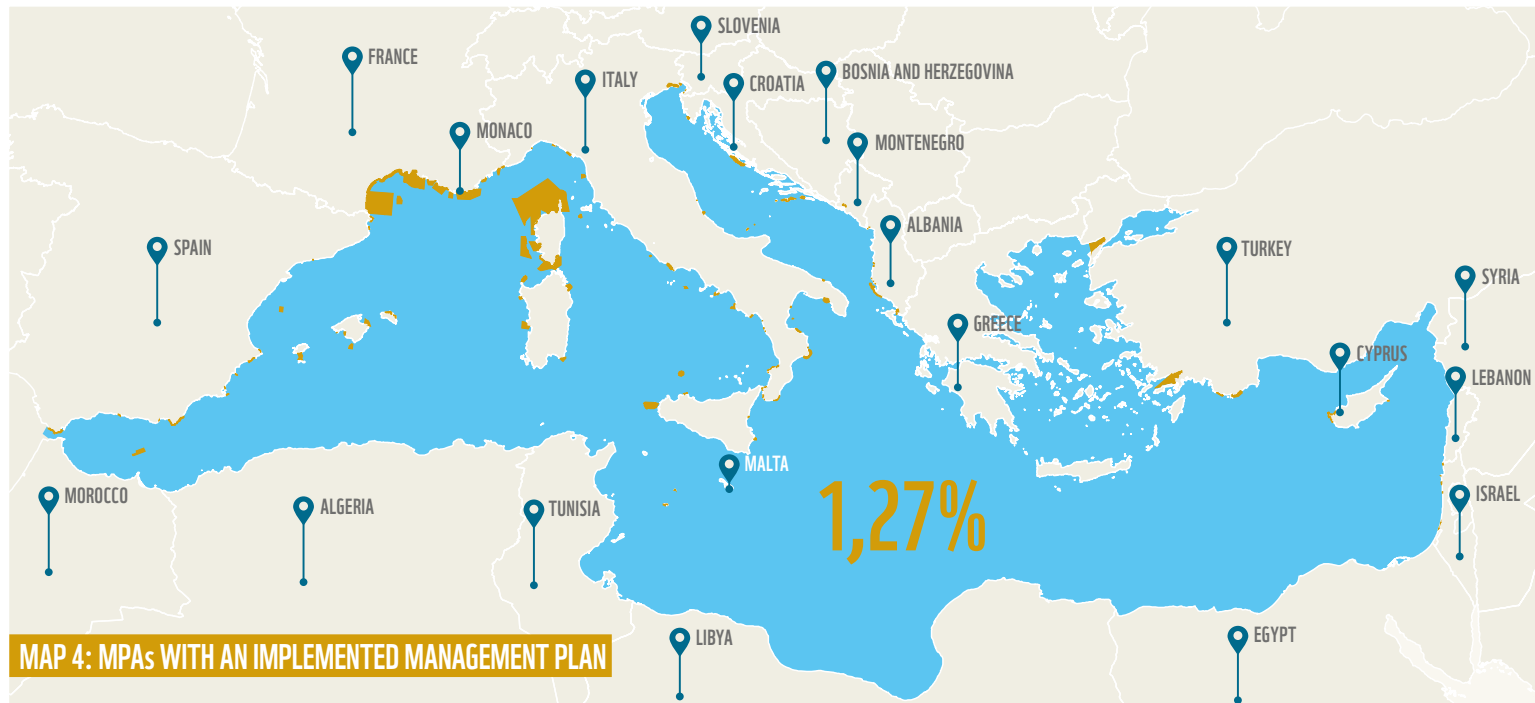 SLOVENIA
FRANCE
BOSNIA AND HERZEGOVINA
ITALY
CROATIA
MONACO
MONTENEGRO
ALBANIA
SPAIN
TURKEY
SYRIA
GREECE
CYPRUS
LEBANON
MALTA
MOROCCO
ALGERIA
TUNISIA
1,27%
ISRAEL
LIBYA
EGYPT
MAP 4: MPAs WITH AN IMPLEMENTED MANAGEMENT PLAN